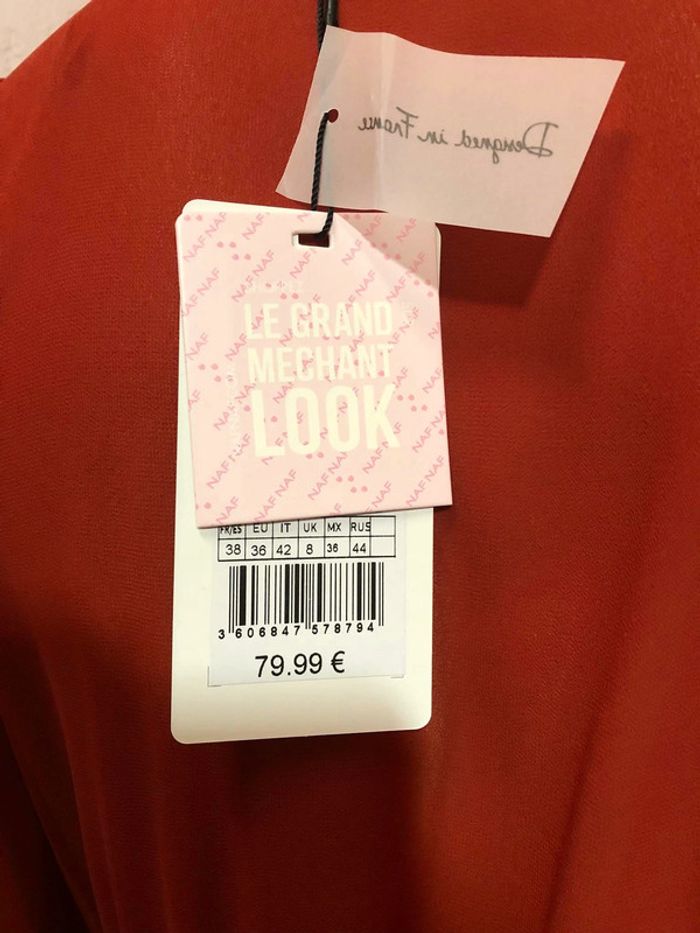 Designed in France
NAF NAF
LE GRAND
MECHANT
LOOK
FR/ES EU IT UK MX RUS
38 36 42 8 36 44
3 606847 578794
79.99 €